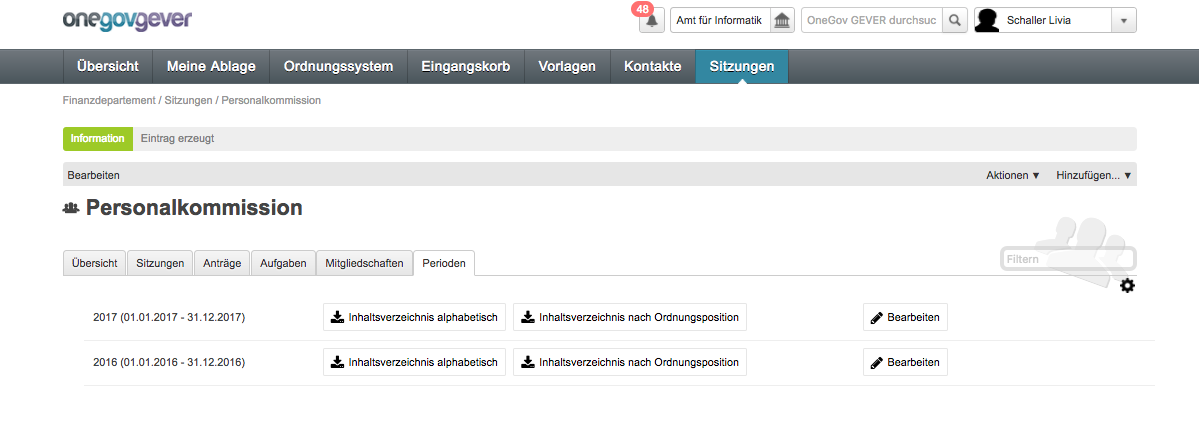 onegovgever
48
Amt für Informatik
OneGov GEVER durchsuc
Schaller Livia
Übersicht Meine Ablage Ordnungssystem Eingangskorb Vorlagen Kontakte Sitzungen
Finanzdepartement / Sitzungen / Personalkommission
Information Eintrag erzeugt
Bearbeiten Aktionen ▼ Hinzufügen... ▼
Personalkommission
Übersicht Sitzungen Anträge Aufgaben Mitgliedschaften Perioden
Filtern
2017 (01.01.2017 - 31.12.2017) Inhaltsverzeichnis alphabetisch Inhaltsverzeichnis nach Ordnungsposition Bearbeiten
2016 (01.01.2016 - 31.12.2016) Inhaltsverzeichnis alphabetisch Inhaltsverzeichnis nach Ordnungsposition Bearbeiten